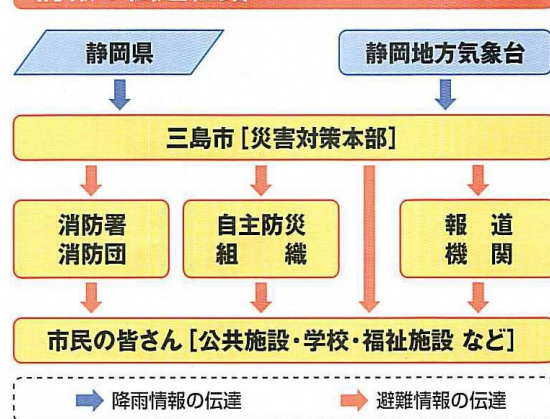 静岡県
静岡地方気象台
三島市[災害対策本部]
消防署
消防団
自主防災
組織
報道
機関
市民の皆さん[公共施設・学校・福祉施設 など]
降雨情報の伝達
避難情報の伝達